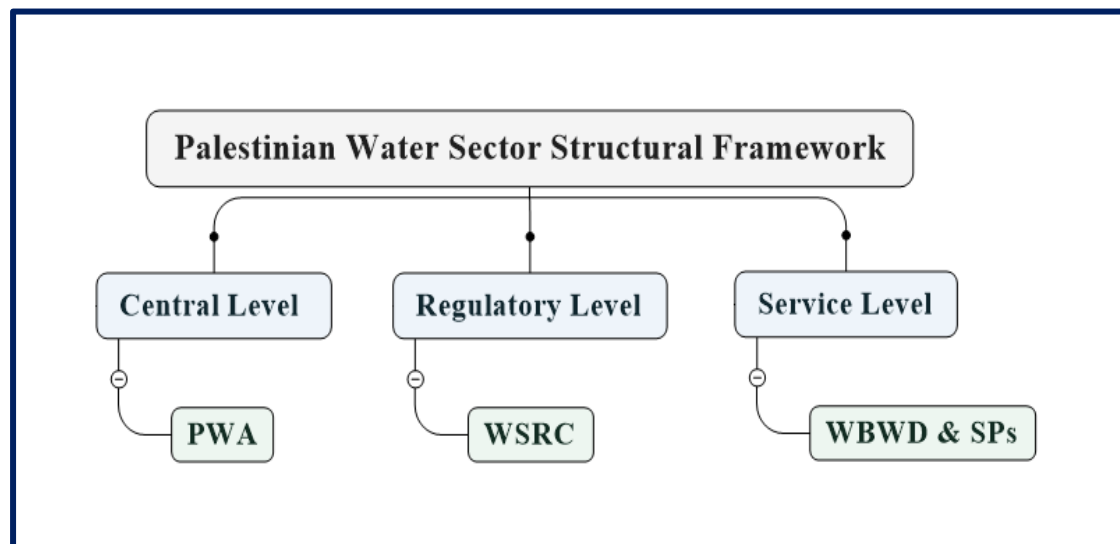 Palestinian Water Sector Structural Framework
Central Level
Regulatory Level
Service Level
PWA
WSRC
WBWD & SPs